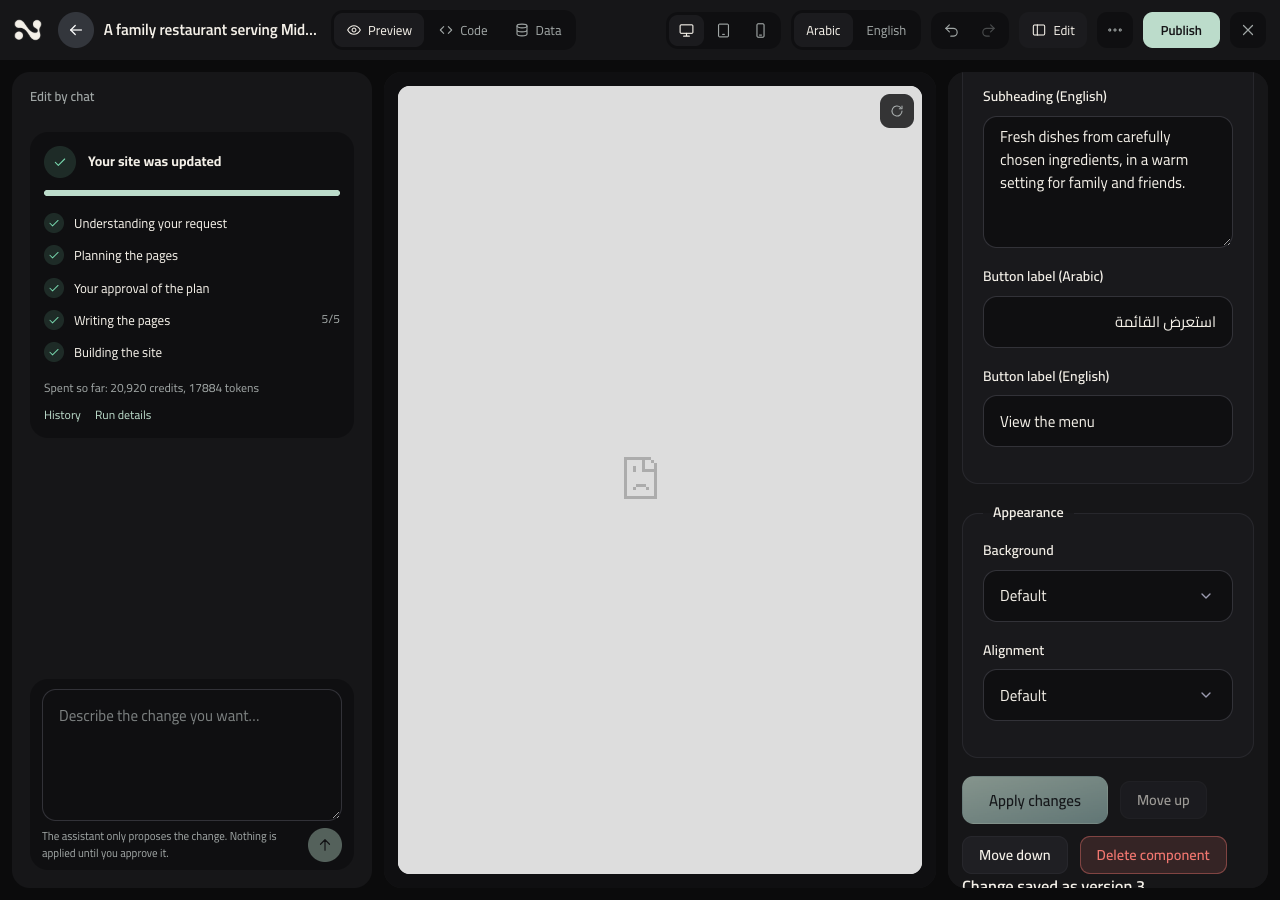 A family restaurant serving Mid...
Preview
Code
Data
Arabic
English
Edit
Publish
Edit by chat
Your site was updated
Understanding your request
Planning the pages
Your approval of the plan
Writing the pages 5/5
Building the site
Spent so far: 20,920 credits, 17884 tokens
History Run details
Describe the change you want...
The assistant only proposes the change. Nothing is
applied until you approve it.
Subheading (English)
Fresh dishes from carefully
chosen ingredients, in a warm
setting for family and friends.
Button label (Arabic)
استعرض القائمة
Button label (English)
View the menu
Appearance
Background
Default
Alignment
Default
Apply changes
Move up
Move down
Delete component
Change saved as version 3